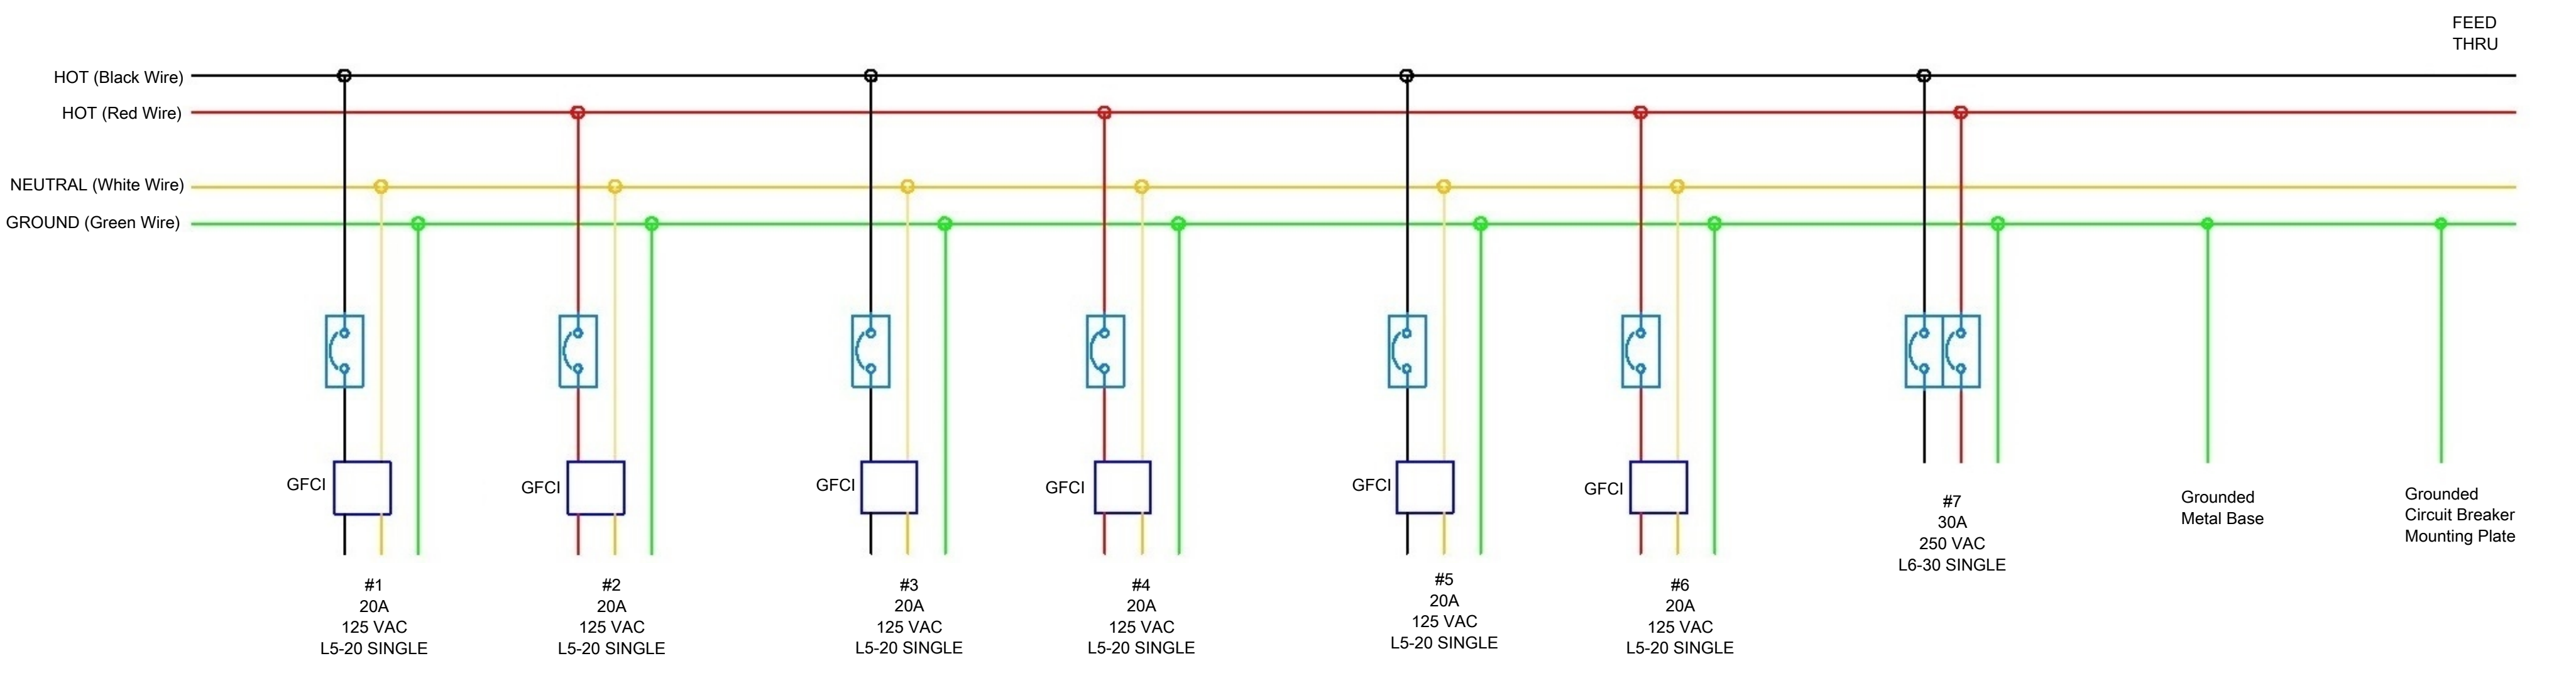 FEED
THRU
HOT (Black Wire)
HOT (Red Wire)
NEUTRAL (White Wire)
GROUND (Green Wire)
GFCI
GFCI
GFCI
GFCI
GFCI
GFCI
#1
20A
125 VAC
L5-20 SINGLE
#2
20A
125 VAC
L5-20 SINGLE
#3
20A
125 VAC
L5-20 SINGLE
#4
20A
125 VAC
L5-20 SINGLE
#5
20A
125 VAC
L5-20 SINGLE
#6
20A
125 VAC
L5-20 SINGLE
#7
30A
250 VAC
L6-30 SINGLE
Grounded
Metal Base
Grounded
Circuit Breaker
Mounting Plate